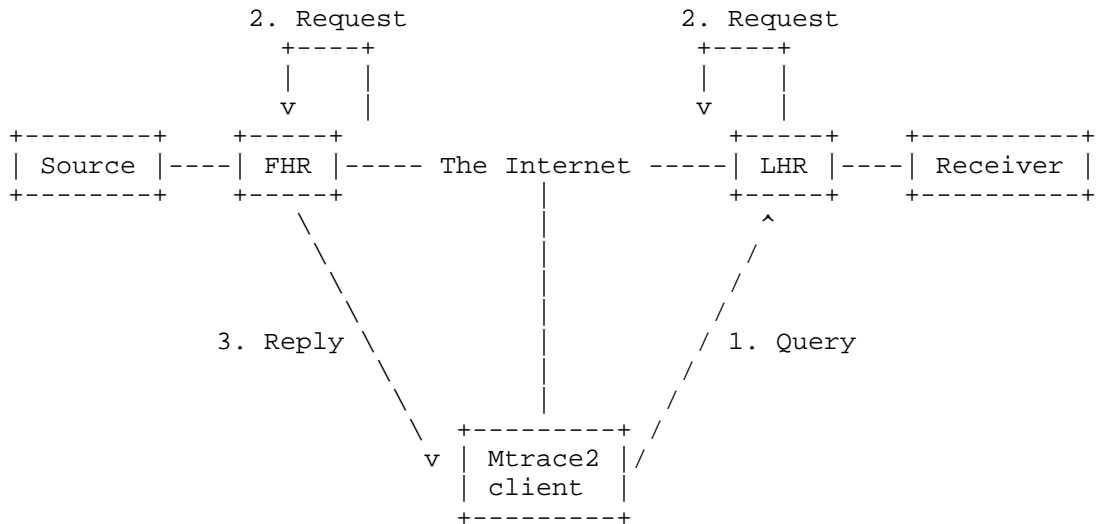 2. Request 2. Request
Source FHR The Internet LHR Receiver
3. Reply 1. Query
Mtrace2
client